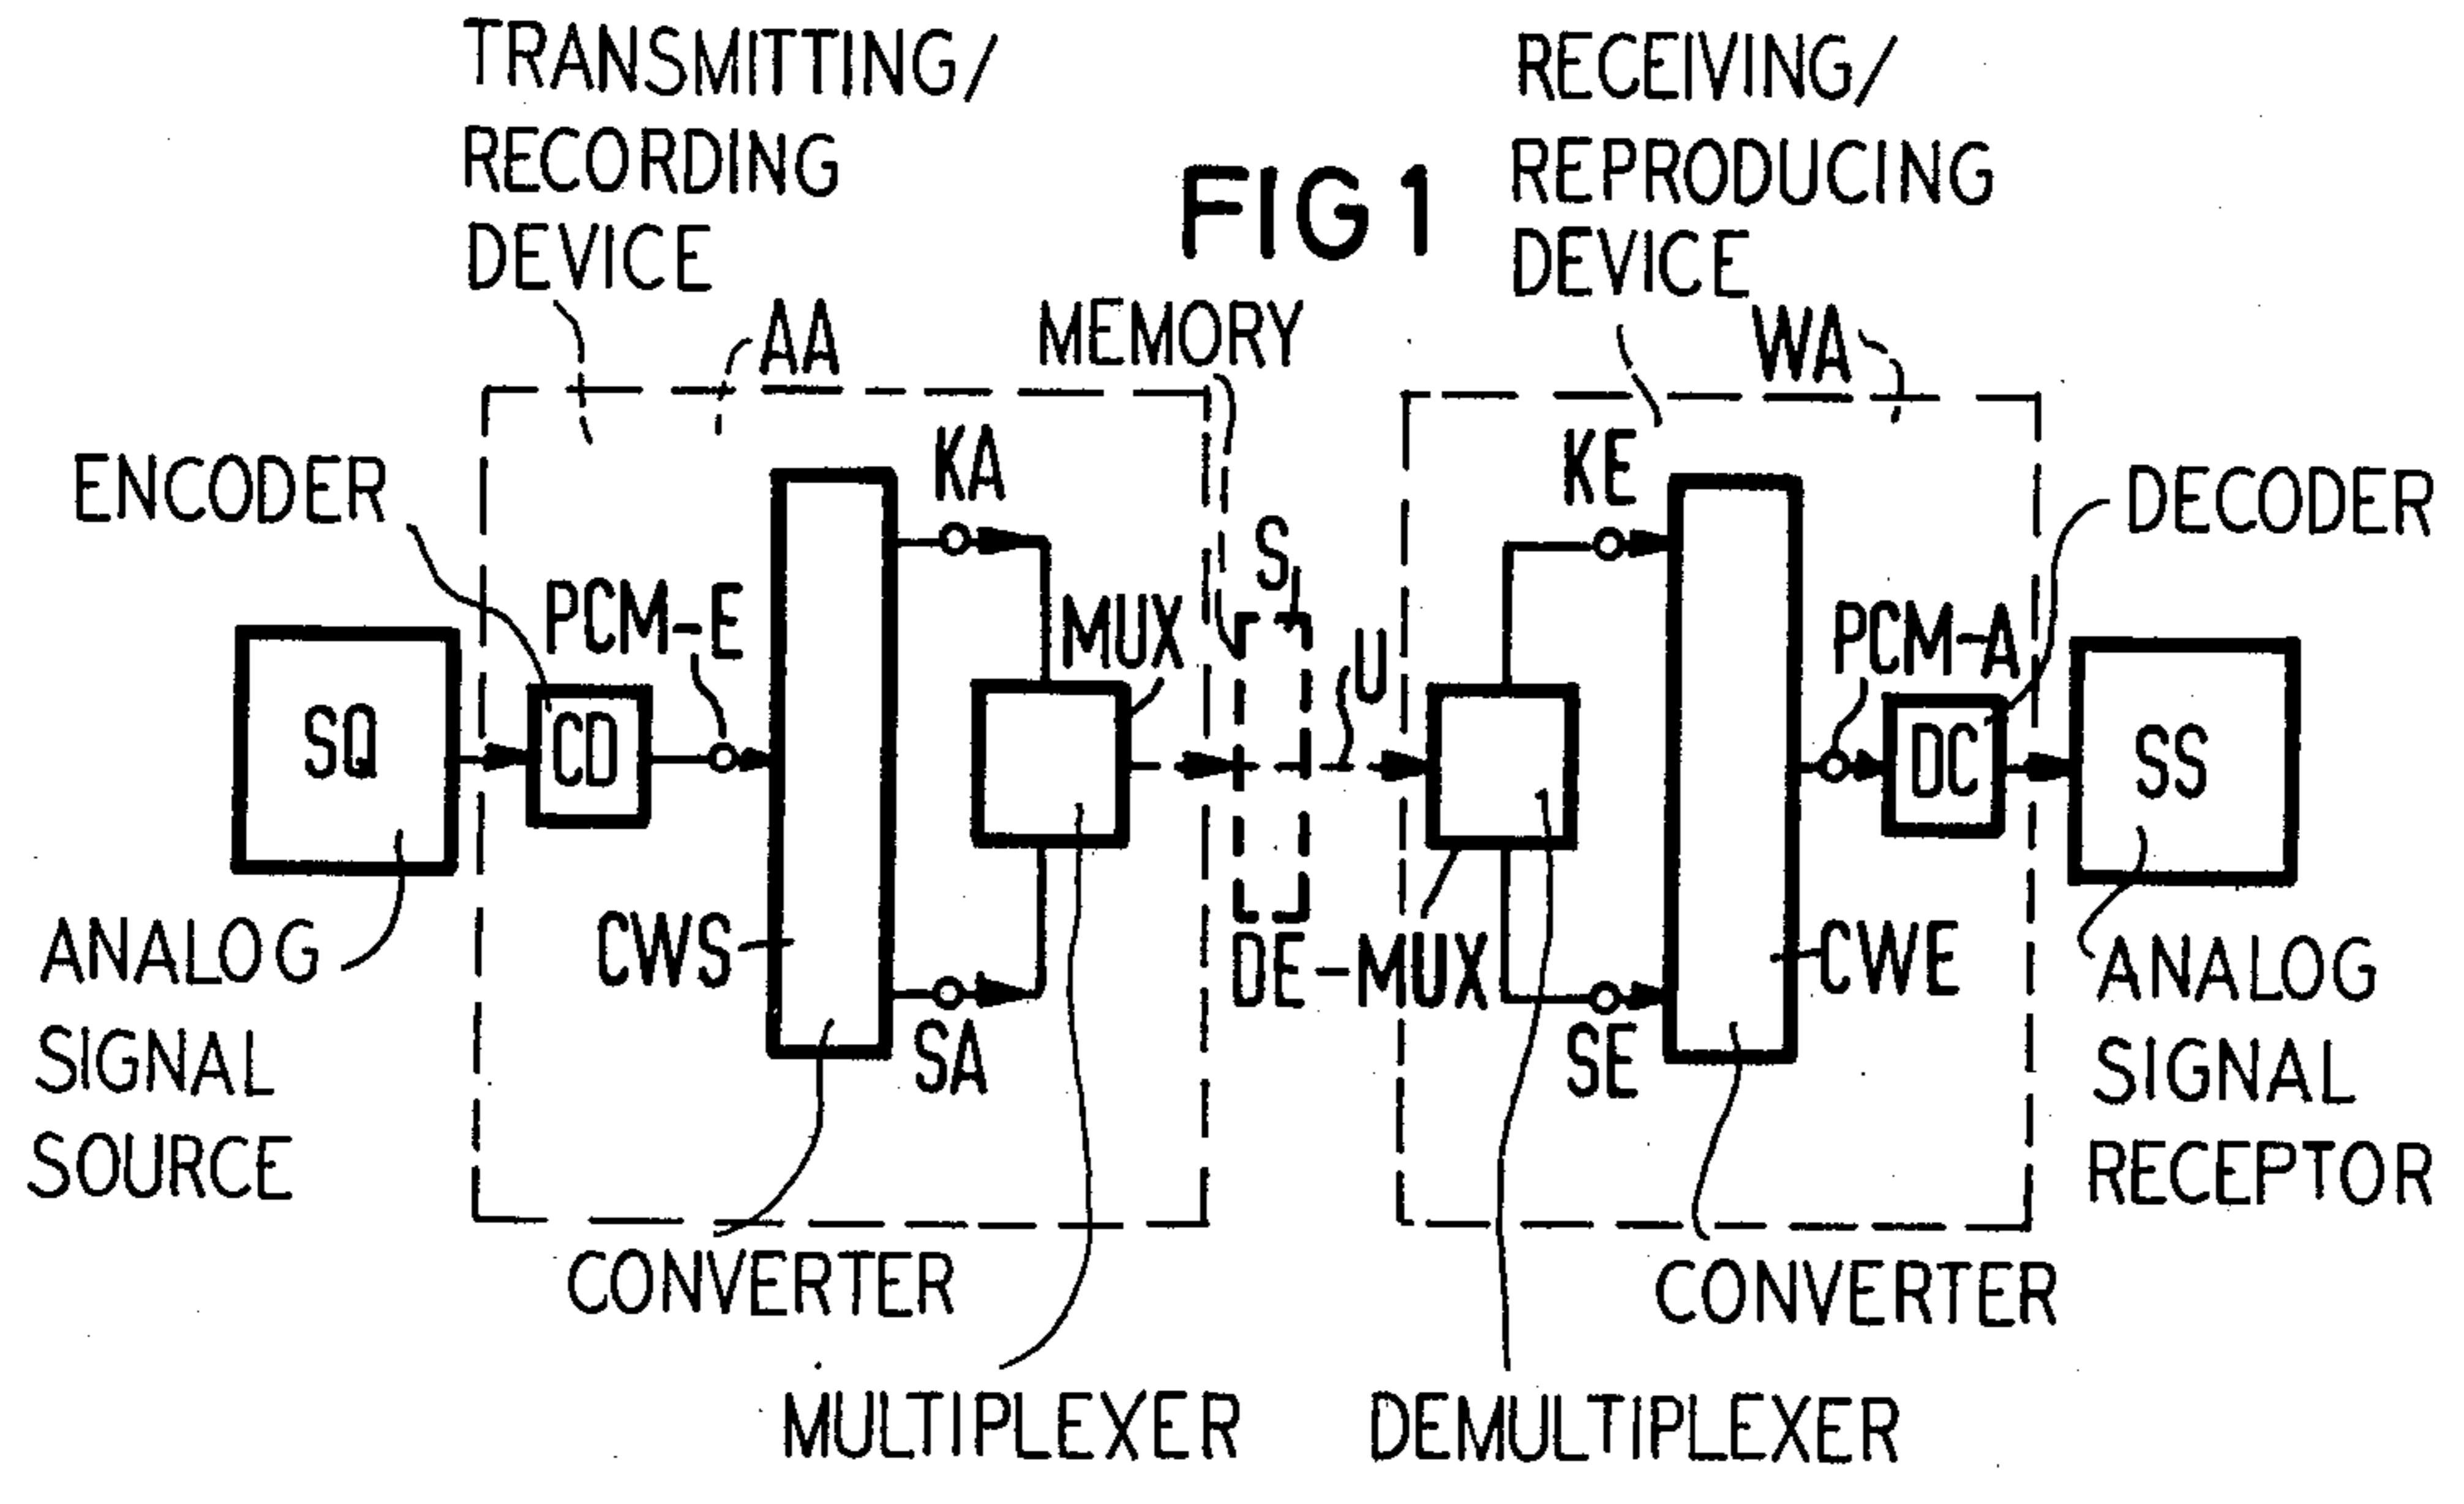 TRANSMITTING/
RECORDING
DEVICE
RECEIVING/
REPRODUCING
DEVICE
FIG 1
MEMORY
AA
WA
ENCODER
KA
KE
DECODER
S
PCM-E
MUX
U
PCM-A
SQ
CD
DC
SS
CWS
DE-MUX
CWE
SA
SE
ANALOG
SIGNAL
SOURCE
ANALOG
SIGNAL
RECEPTOR
CONVERTER
CONVERTER
MULTIPLEXER
DEMULTIPLEXER